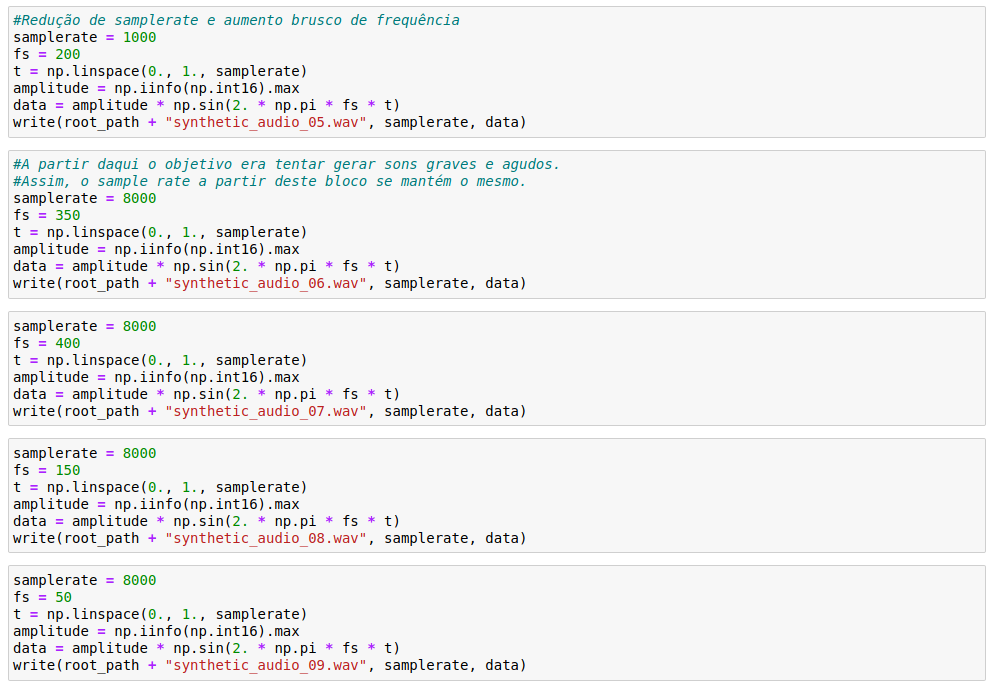 #Redução de samplerate e aumento brusco de frequência
samplerate = 1000
fs = 200
t = np.linspace(0., 1., samplerate)
amplitude = np.iinfo(np.int16).max
data = amplitude * np.sin(2. * np.pi * fs * t)
write(root_path + "synthetic_audio_05.wav", samplerate, data)
#A partir daqui o objetivo era tentar gerar sons graves e agudos.
#Assim, o sample rate a partir deste bloco se mantém o mesmo.
samplerate = 8000
fs = 350
t = np.linspace(0., 1., samplerate)
amplitude = np.iinfo(np.int16).max
data = amplitude * np.sin(2. * np.pi * fs * t)
write(root_path + "synthetic_audio_06.wav", samplerate, data)
samplerate = 8000
fs = 400
t = np.linspace(0., 1., samplerate)
amplitude = np.iinfo(np.int16).max
data = amplitude * np.sin(2. * np.pi * fs * t)
write(root_path + "synthetic_audio_07.wav", samplerate, data)
samplerate = 8000
fs = 150
t = np.linspace(0., 1., samplerate)
amplitude = np.iinfo(np.int16).max
data = amplitude * np.sin(2. * np.pi * fs * t)
write(root_path + "synthetic_audio_08.wav", samplerate, data)
samplerate = 8000
fs = 50
t = np.linspace(0., 1., samplerate)
amplitude = np.iinfo(np.int16).max
data = amplitude * np.sin(2. * np.pi * fs * t)
write(root_path + "synthetic_audio_09.wav", samplerate, data)